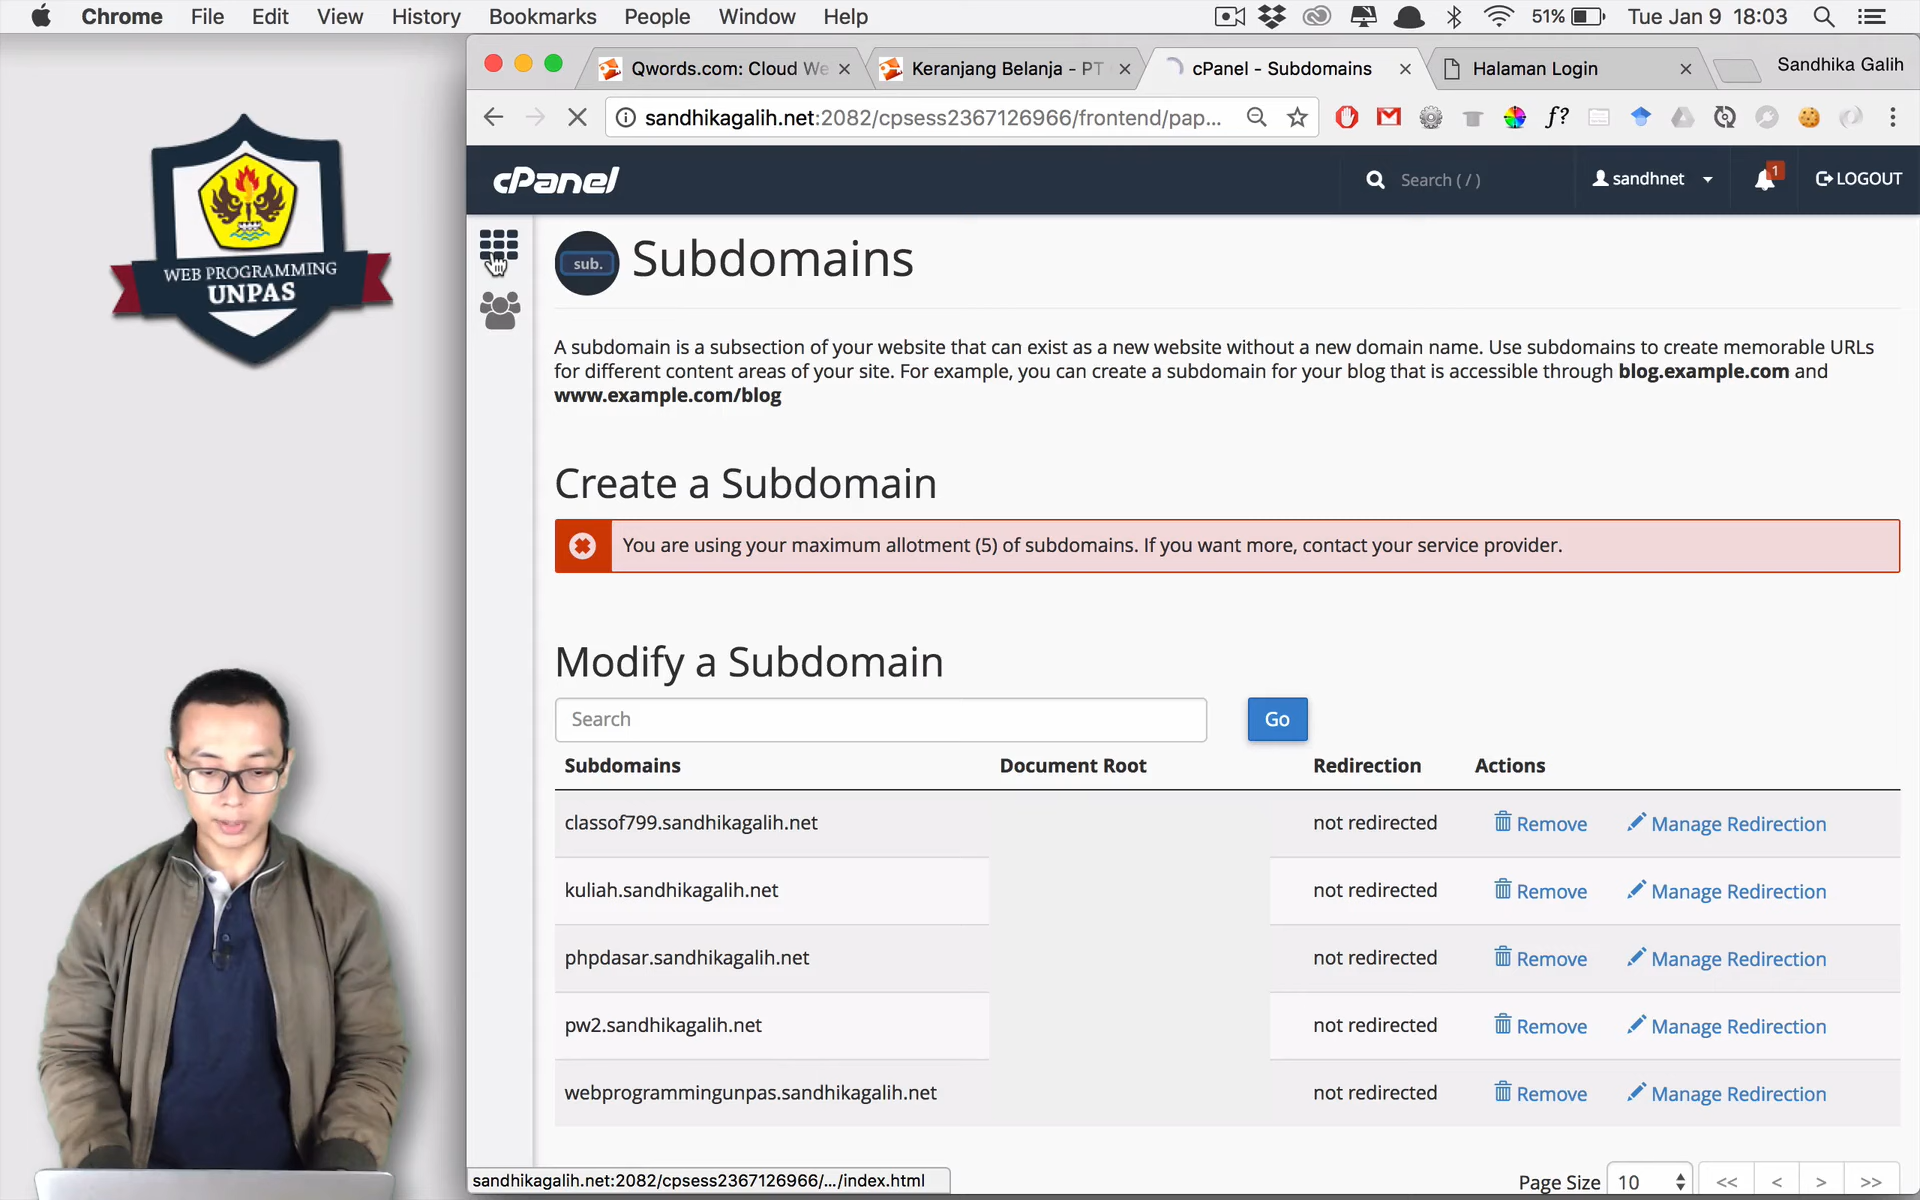 Chrome File Edit View History Bookmarks People Window Help 51% Tue Jan 9 18:03
Qwords.com: Cloud We
Keranjang Belanja - PT
cPanel - Subdomains
Halaman Login
Sandhika Galih
sandhikagalih.net:2082/cpsess2367126966/frontend/pap...
f?
cPanel
Search ( / )
sandhnet
1
LOGOUT
WEB PROGRAMMING
UNPAS
sub.
Subdomains
A subdomain is a subsection of your website that can exist as a new website without a new domain name. Use subdomains to create memorable URLs
for different content areas of your site. For example, you can create a subdomain for your blog that is accessible through blog.example.com and
www.example.com/blog
Create a Subdomain
You are using your maximum allotment (5) of subdomains. If you want more, contact your service provider.
Modify a Subdomain
Search
Go
Subdomains Document Root Redirection Actions
classof799.sandhikagalih.net not redirected Remove Manage Redirection
kuliah.sandhikagalih.net not redirected Remove Manage Redirection
phpdasar.sandhikagalih.net not redirected Remove Manage Redirection
pw2.sandhikagalih.net not redirected Remove Manage Redirection
webprogrammingunpas.sandhikagalih.net not redirected Remove Manage Redirection
sandhikagalih.net:2082/cpsess2367126966/.../index.html
Page Size 10 << < > >>